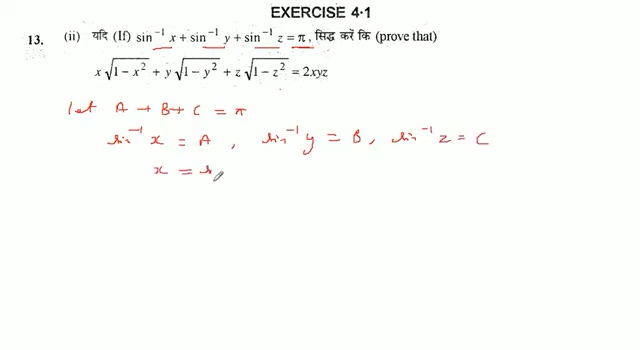 EXERCISE 4·1
13. (ii) यदि (If) sin⁻¹ x + sin⁻¹ y + sin⁻¹ z = π, सिद्ध करें कि (prove that)
x√(1 − x²) + y√(1 − y²) + z√(1 − z²) = 2xyz
let A + B + C = π
sin⁻¹ x = A, sin⁻¹ y = B, sin⁻¹ z = C
x = s